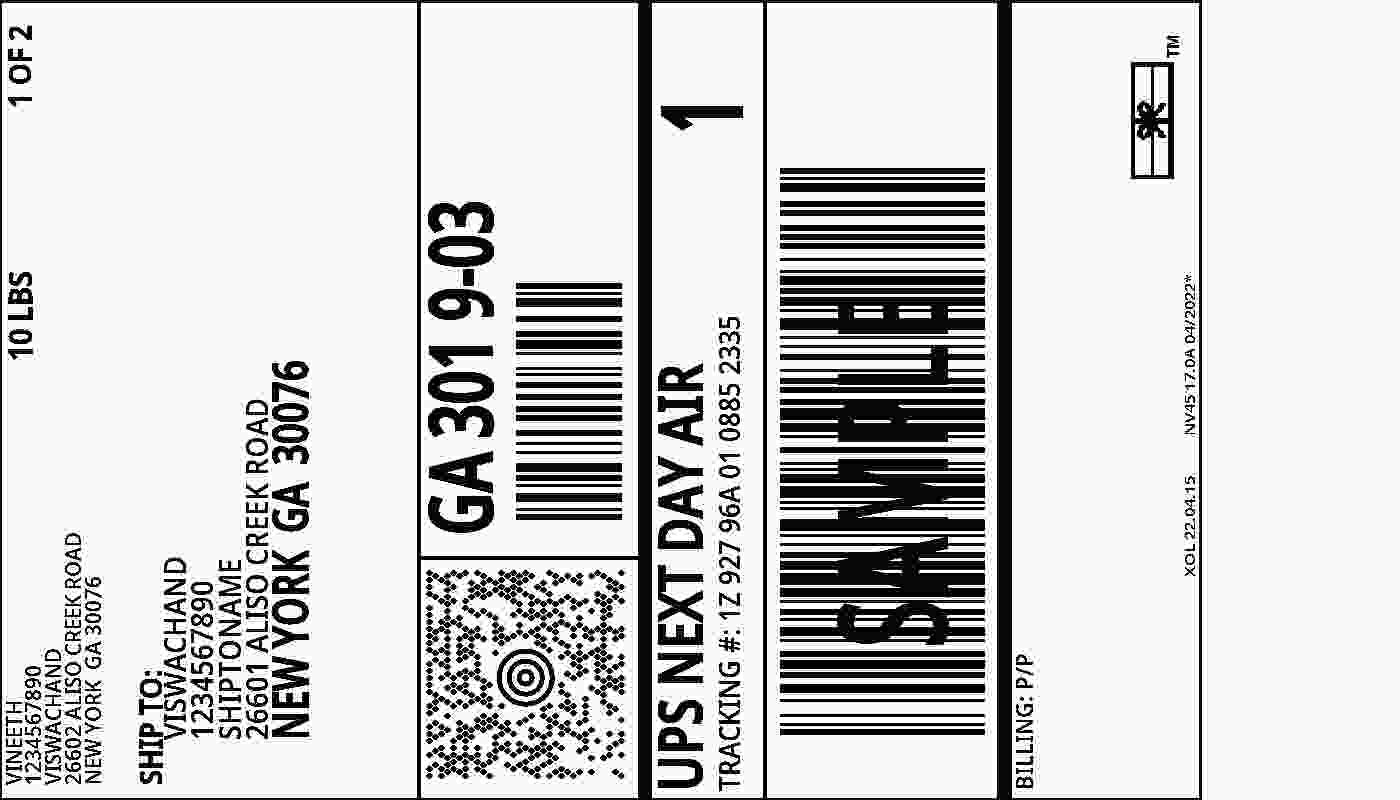 VINEETH
1234567890
VISWACHAND
26602 ALISO CREEK ROAD
NEW YORK GA 30076
10 LBS
1 OF 2
SHIP TO:
VISWACHAND
1234567890
SHIPTONAME
26601 ALISO CREEK ROAD
NEW YORK GA 30076
GA 301 9-03
UPS NEXT DAY AIR
1
TRACKING #: 1Z 927 96A 01 0885 2335
SAMPLE
BILLING: P/P
XOL 22.04.15 NV45 17.0A 04/2022*
TM